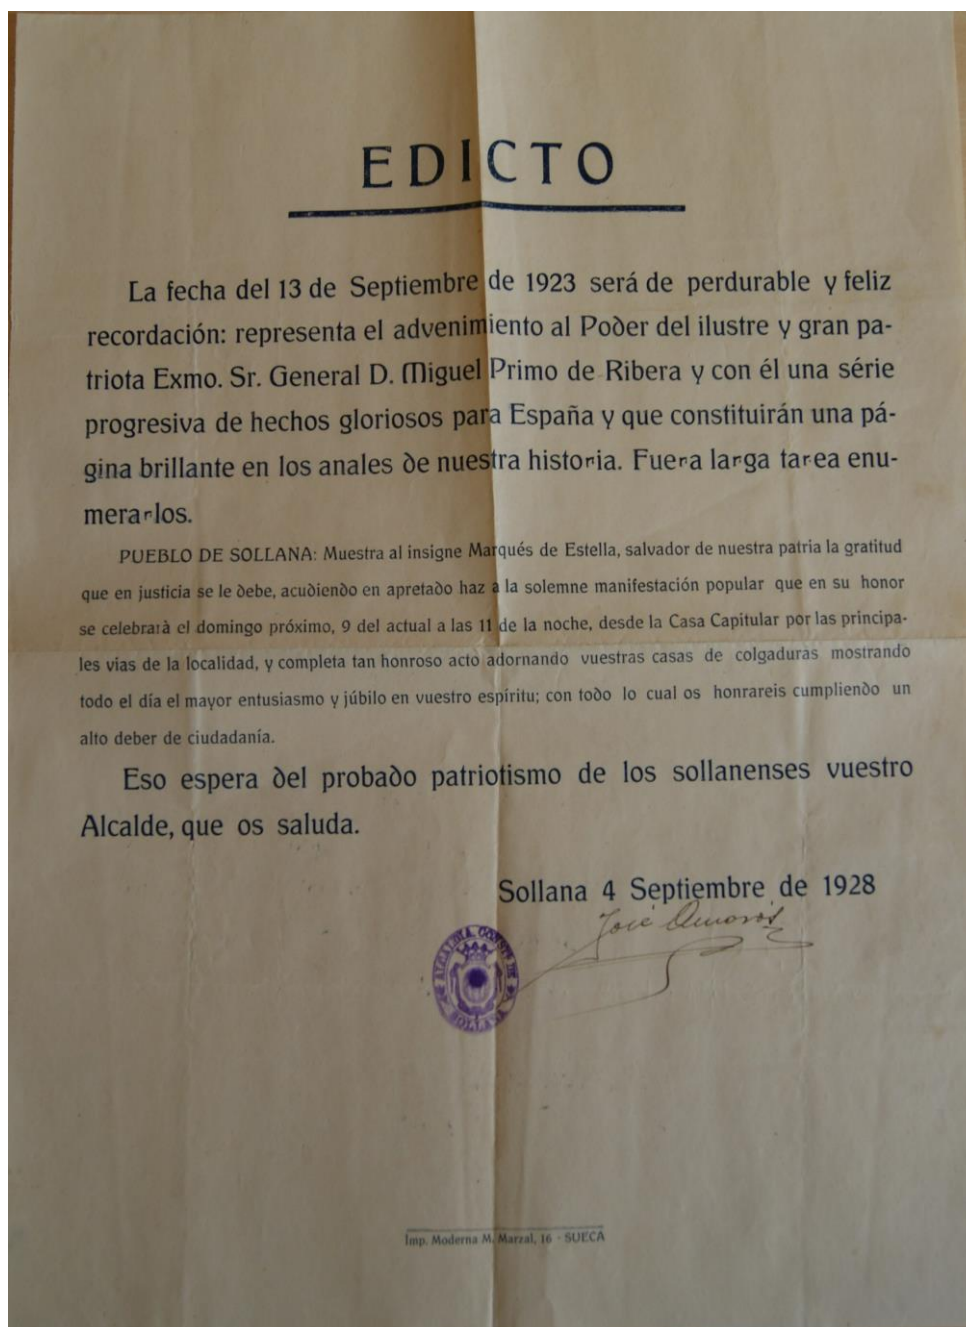 EDICTO
La fecha del 13 de Septiembre de 1923 será de perdurable y feliz
recordación: representa el advenimiento al Poder del ilustre y gran pa-
triota Exmo. Sr. General D. Miguel Primo de Ribera y con él una série
progresiva de hechos gloriosos para España y que constituirán una pá-
gina brillante en los anales de nuestra historia. Fuera larga tarea enu-
merarlos.
PUEBLO DE SOLLANA: Muestra al insigne Marqués de Estella, salvador de nuestra patria la gratitud
que en justicia se le debe, acudiendo en apretado haz a la solemne manifestación popular que en su honor
se celebrarà el domingo próximo, 9 del actual a las 11 de la noche, desde la Casa Capitular por las principa-
les vias de la localidad, y completa tan honroso acto adornando vuestras casas de colgaduras mostrando
todo el día el mayor entusiasmo y júbilo en vuestro espíritu; con todo lo cual os honrareis cumpliendo un
alto deber de ciudadanía.
Eso espera del probado patriotismo de los sollanenses vuestro
Alcalde, que os saluda.
Sollana 4 Septiembre de 1928
José Amorós
ALCALDIA CONSTL DE
SOLLANA
Imp. Moderna M. Marzal, 16 - SUECA